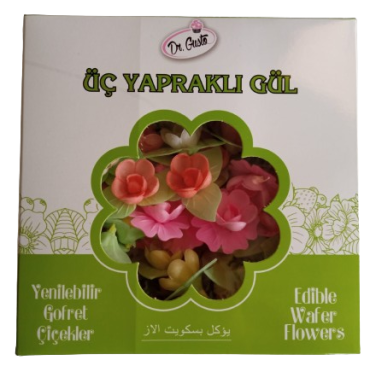 Dr. Gusto
ÜÇ YAPRAKLI GÜL
Yenilebilir
Gofret
Çiçekler
Edible
Wafer
Flowers
يؤكل بسكويت الاز